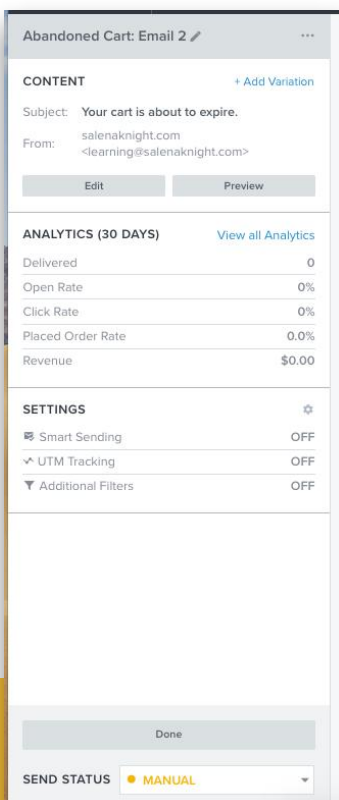 Abandoned Cart: Email 2
CONTENT + Add Variation
Subject: Your cart is about to expire.
From: salenaknight.com
<learning@salenaknight.com>
Edit Preview
ANALYTICS (30 DAYS) View all Analytics
Delivered 0
Open Rate 0%
Click Rate 0%
Placed Order Rate 0.0%
Revenue $0.00
SETTINGS
Smart Sending OFF
UTM Tracking OFF
Additional Filters OFF
Done
SEND STATUS MANUAL